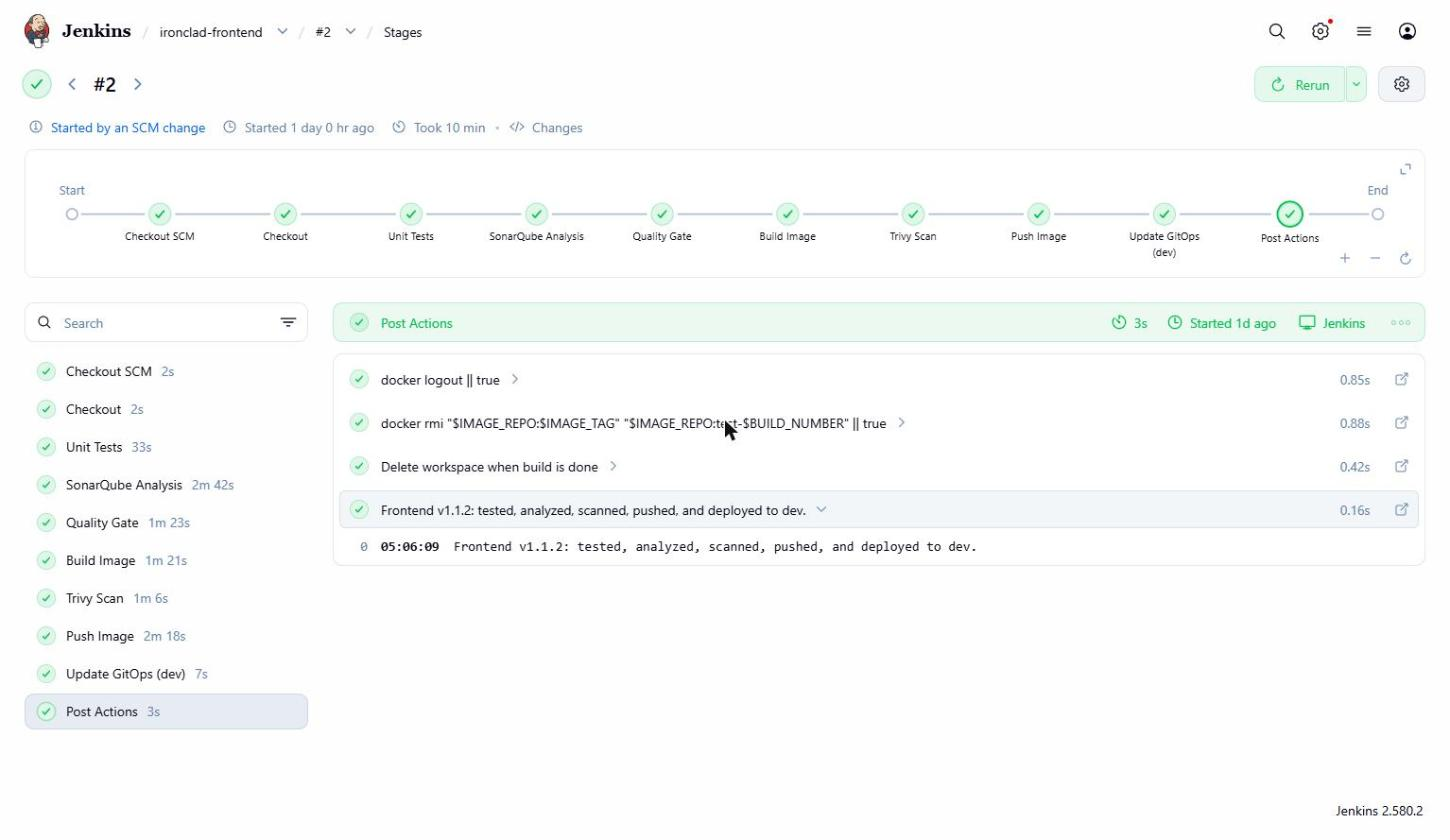 Jenkins / ironclad-frontend / #2 / Stages
#2
Rerun
Started by an SCM change Started 1 day 0 hr ago Took 10 min • Changes
Start
End
Checkout SCM
Checkout
Unit Tests
SonarQube Analysis
Quality Gate
Build Image
Trivy Scan
Push Image
Update GitOps (dev)
Post Actions
Search
Checkout SCM 2s
Checkout 2s
Unit Tests 33s
SonarQube Analysis 2m 42s
Quality Gate 1m 23s
Build Image 1m 21s
Trivy Scan 1m 6s
Push Image 2m 18s
Update GitOps (dev) 7s
Post Actions 3s
Post Actions 3s Started 1d ago Jenkins
docker logout || true 0.85s
docker rmi "$IMAGE_REPO:$IMAGE_TAG" "$IMAGE_REPO:test-$BUILD_NUMBER" || true 0.88s
Delete workspace when build is done 0.42s
Frontend v1.1.2: tested, analyzed, scanned, pushed, and deployed to dev. 0.16s
0 05:06:09 Frontend v1.1.2: tested, analyzed, scanned, pushed, and deployed to dev.
Jenkins 2.580.2